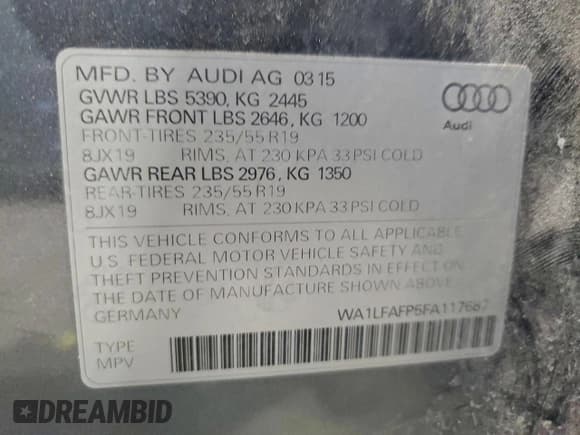 MFD. BY AUDI AG 03 15
GVWR LBS 5390, KG 2445
GAWR FRONT LBS 2646, KG 1200
FRONT-TIRES 235/55 R19
8JX19 RIMS, AT 230 KPA 33 PSI COLD
GAWR REAR LBS 2976, KG 1350
REAR-TIRES 235/55 R19
8JX19 RIMS, AT 230 KPA 33 PSI COLD
Audi
THIS VEHICLE CONFORMS TO ALL APPLICABLE
U.S. FEDERAL MOTOR VEHICLE SAFETY AND
THEFT PREVENTION STANDARDS IN EFFECT ON
THE DATE OF MANUFACTURE SHOWN ABOVE
GERMANY WA1LFAFP5FA117687
TYPE
MPV
DREAMBID